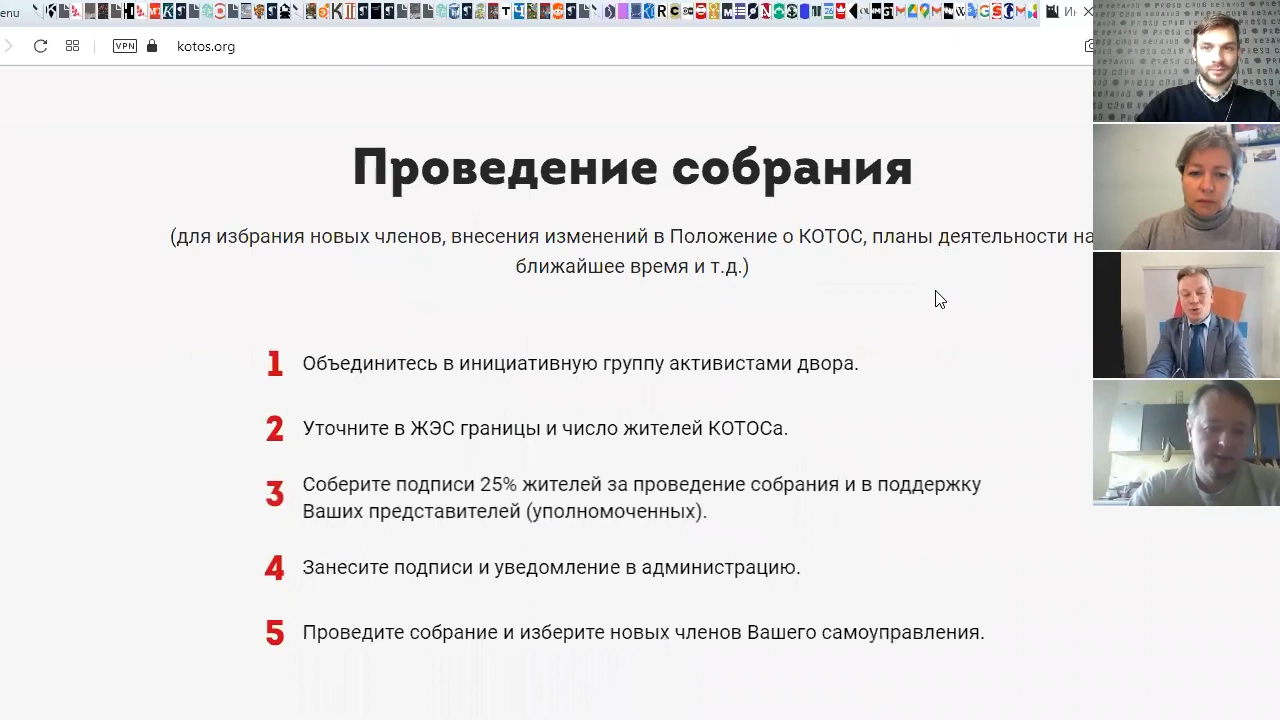 enu
VPN
kotos.org
Проведение собрания
(для избрания новых членов, внесения изменений в Положение о КОТОС, планы деятельности на
ближайшее время и т.д.)
1 Объединитесь в инициативную группу активистами двора.
2 Уточните в ЖЭС границы и число жителей КОТОСа.
3 Соберите подписи 25% жителей за проведение собрания и в поддержку
Ваших представителей (уполномоченных).
4 Занесите подписи и уведомление в администрацию.
5 Проведите собрание и изберите новых членов Вашего самоуправления.